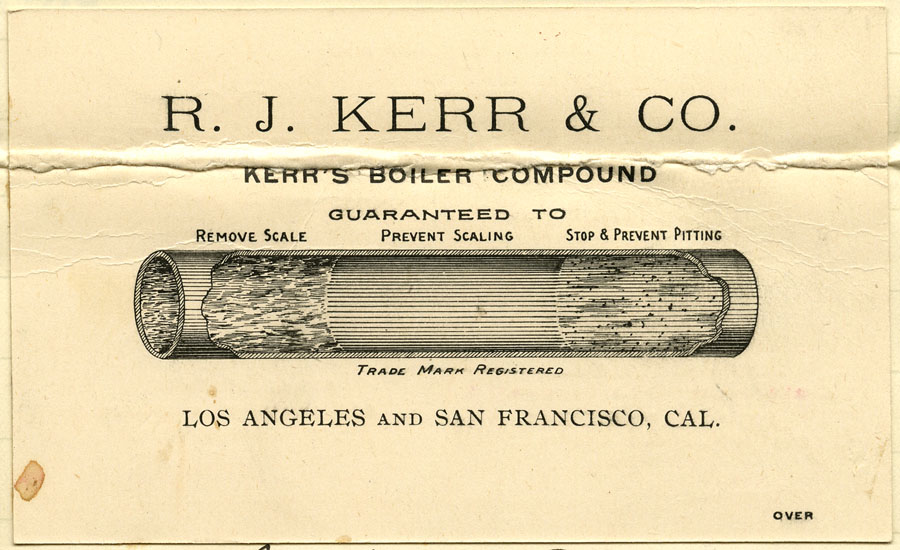 R. J. KERR & CO.
KERR'S BOILER COMPOUND
GUARANTEED TO
REMOVE SCALE PREVENT SCALING STOP & PREVENT PITTING
TRADE MARK REGISTERED
LOS ANGELES AND SAN FRANCISCO, CAL.
OVER